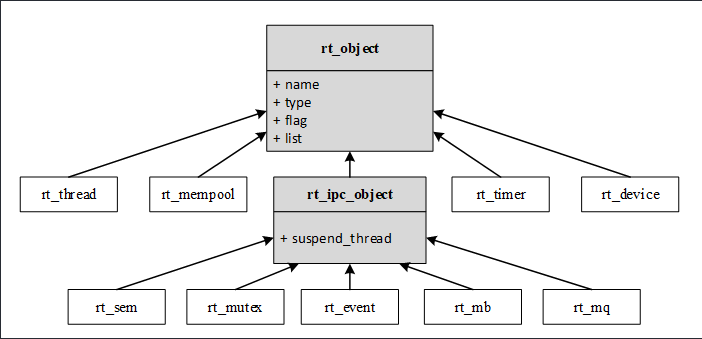 rt_object
+ name
+ type
+ flag
+ list
rt_thread
rt_mempool
rt_ipc_object
rt_timer
rt_device
+ suspend_thread
rt_sem
rt_mutex
rt_event
rt_mb
rt_mq